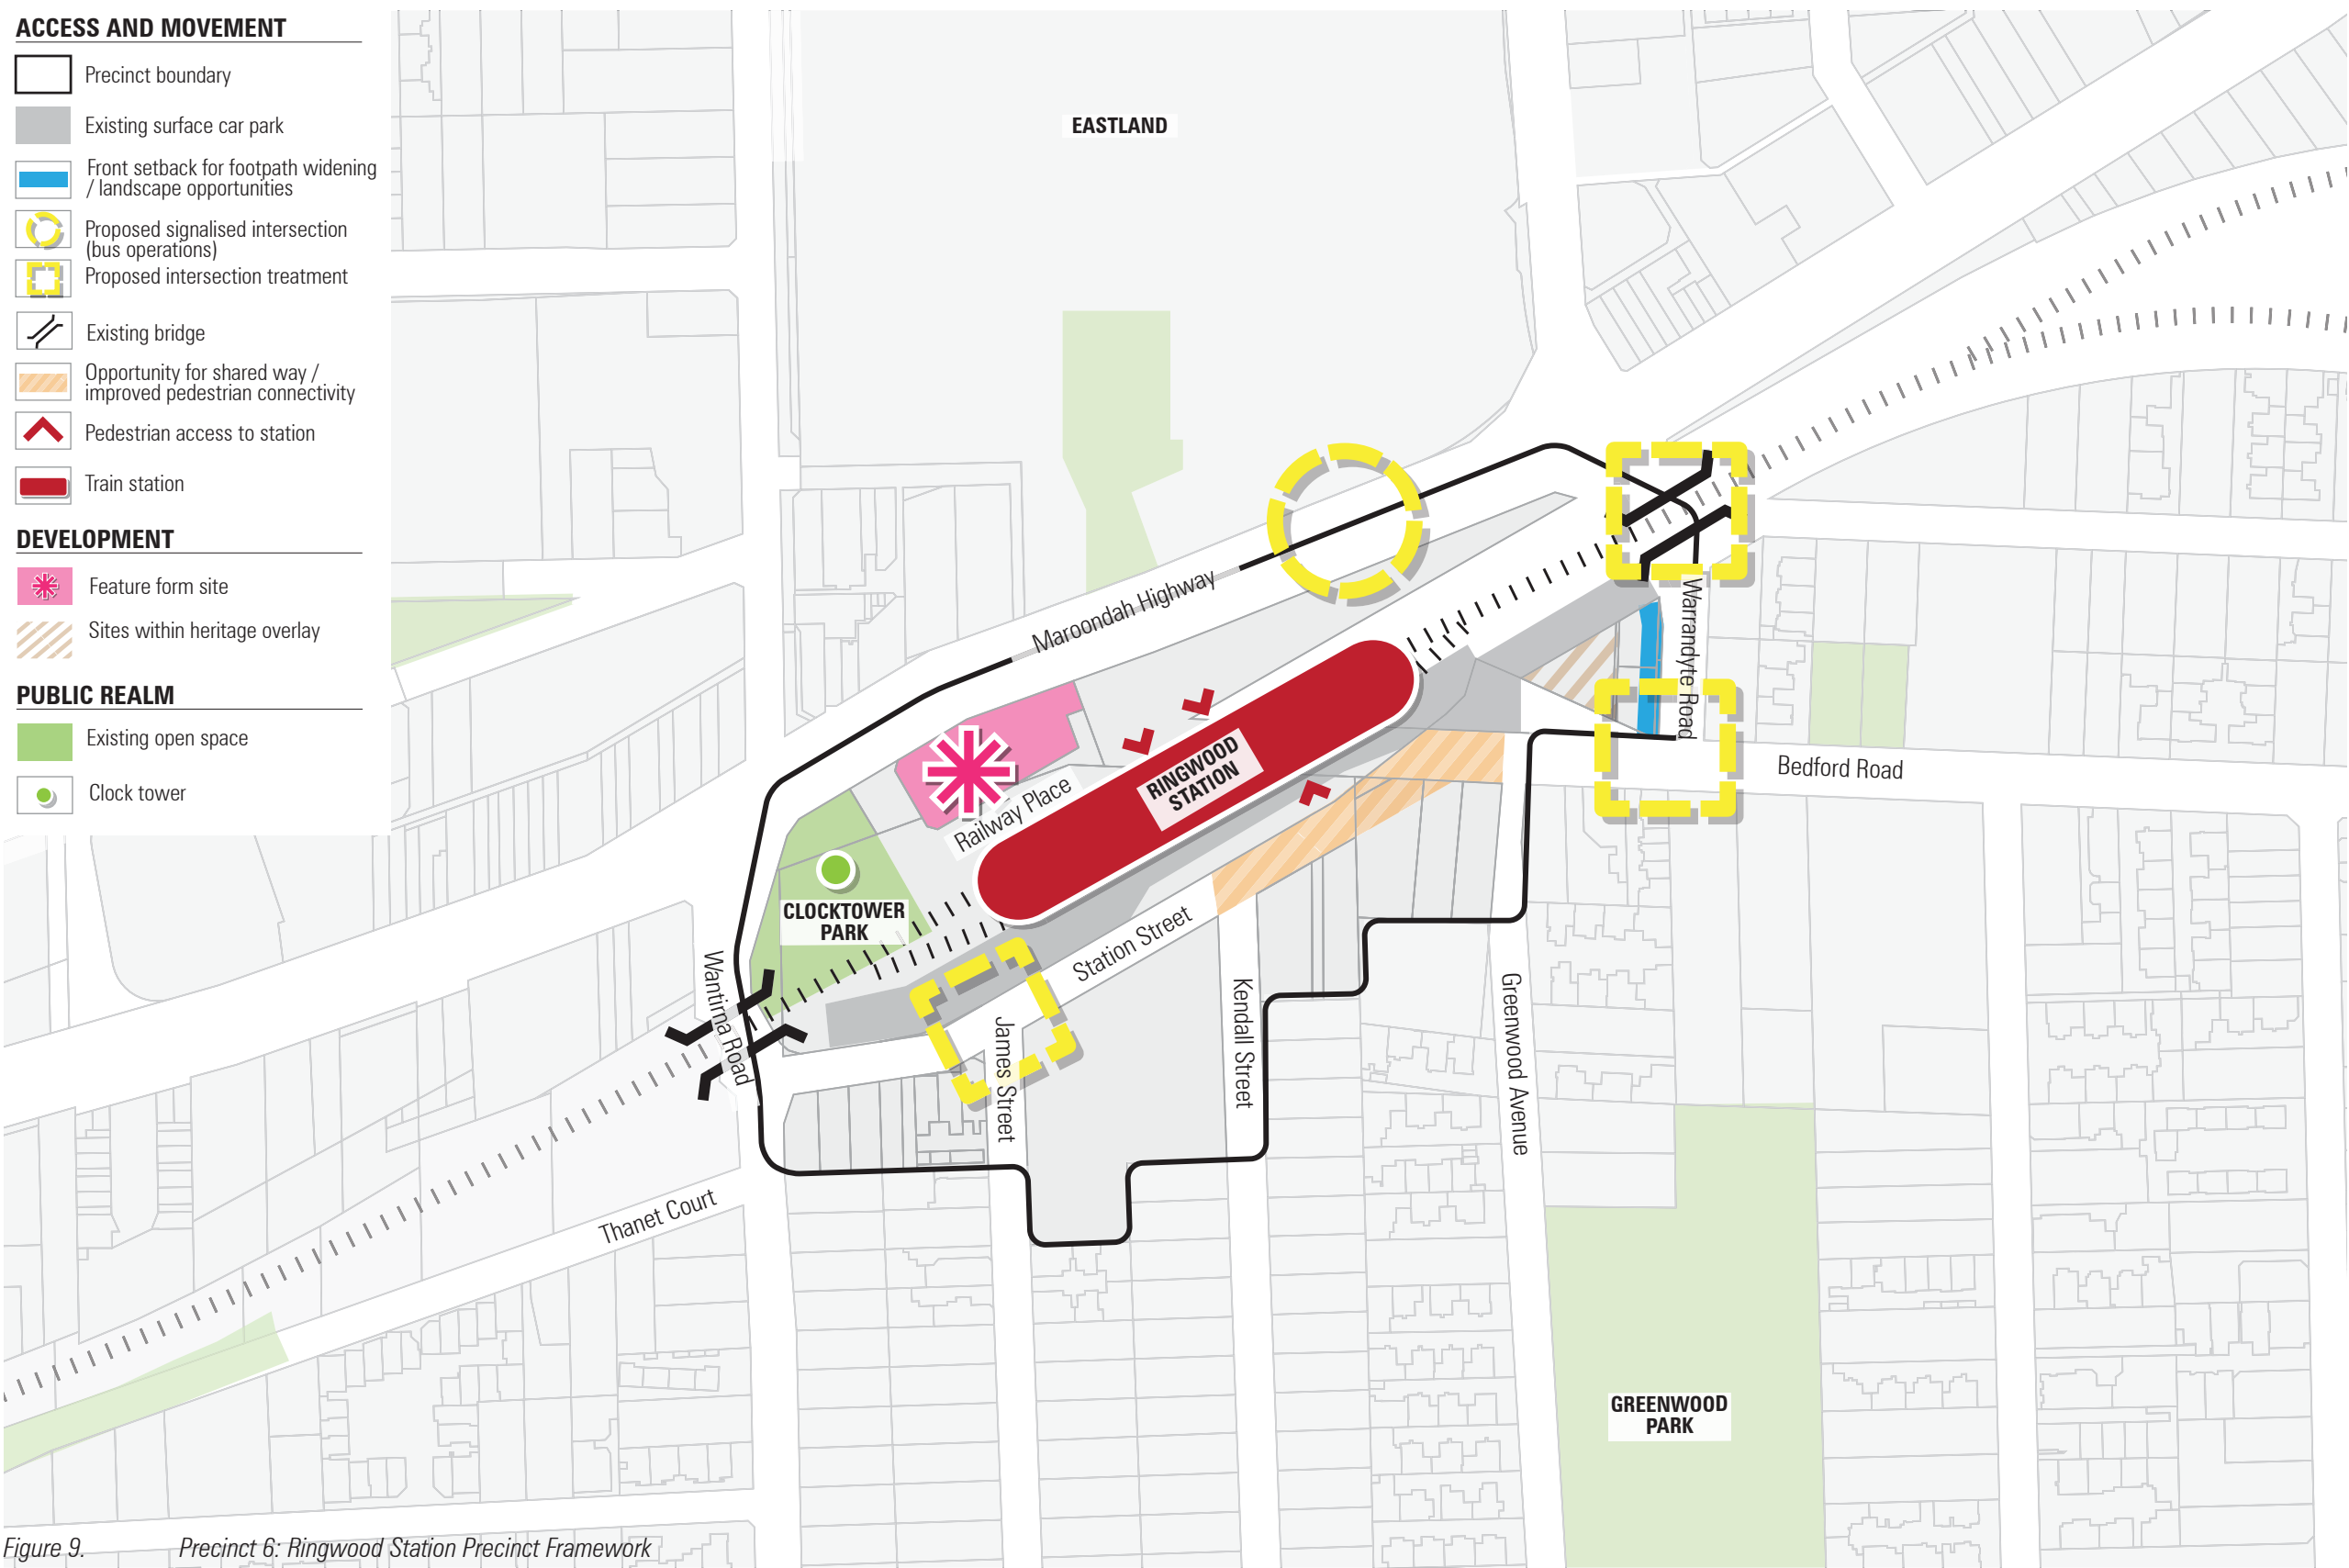 ACCESS AND MOVEMENT
Precinct boundary
Existing surface car park
Front setback for footpath widening
/ landscape opportunities
Proposed signalised intersection
(bus operations)
Proposed intersection treatment
Existing bridge
Opportunity for shared way /
improved pedestrian connectivity
Pedestrian access to station
Train station
DEVELOPMENT
Feature form site
Sites within heritage overlay
PUBLIC REALM
Existing open space
Clock tower
EASTLAND
Maroondah Highway
Warrandyte Road
RINGWOOD
STATION
Railway Place
Bedford Road
CLOCKTOWER
PARK
Station Street
Wantirna Road
James Street
Kendall Street
Greenwood Avenue
Thanet Court
GREENWOOD
PARK
Figure 9. Precinct 6: Ringwood Station Precinct Framework